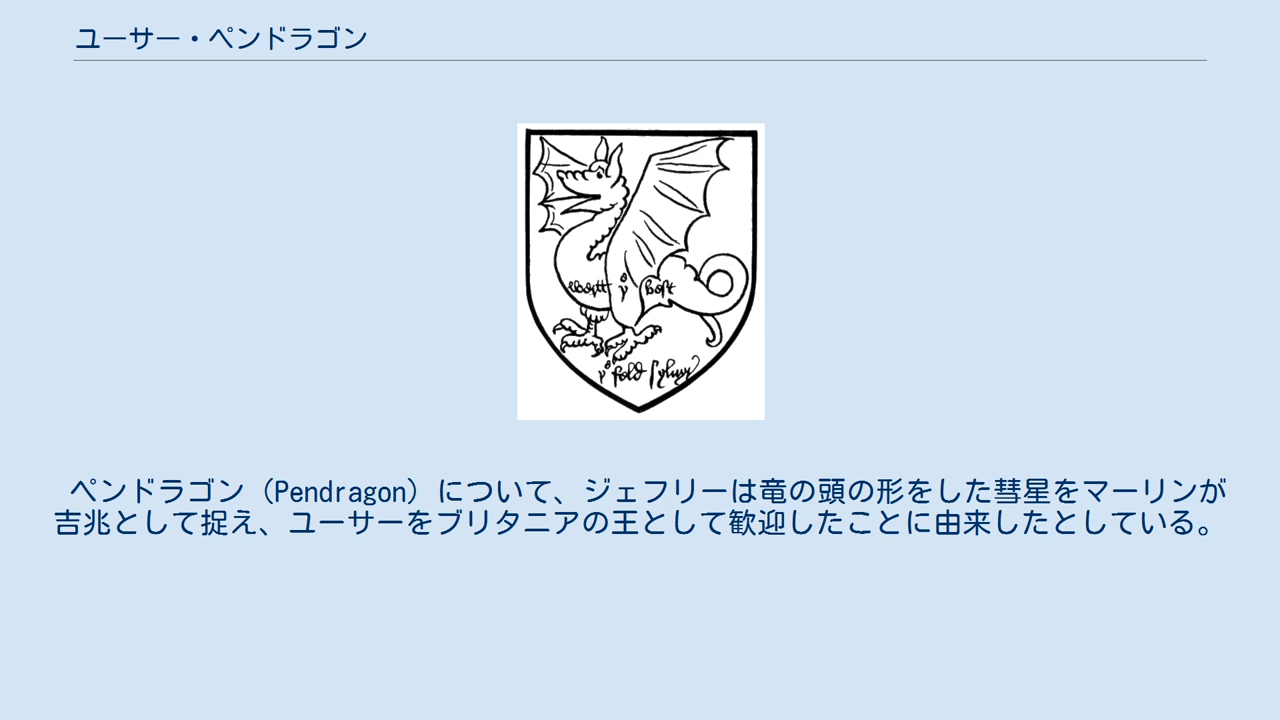 ユーサー・ペンドラゴン
ペンドラゴン（Pendragon）について、ジェフリーは竜の頭の形をした彗星をマーリンが
吉兆として捉え、ユーサーをブリタニアの王として歓迎したことに由来したとしている。